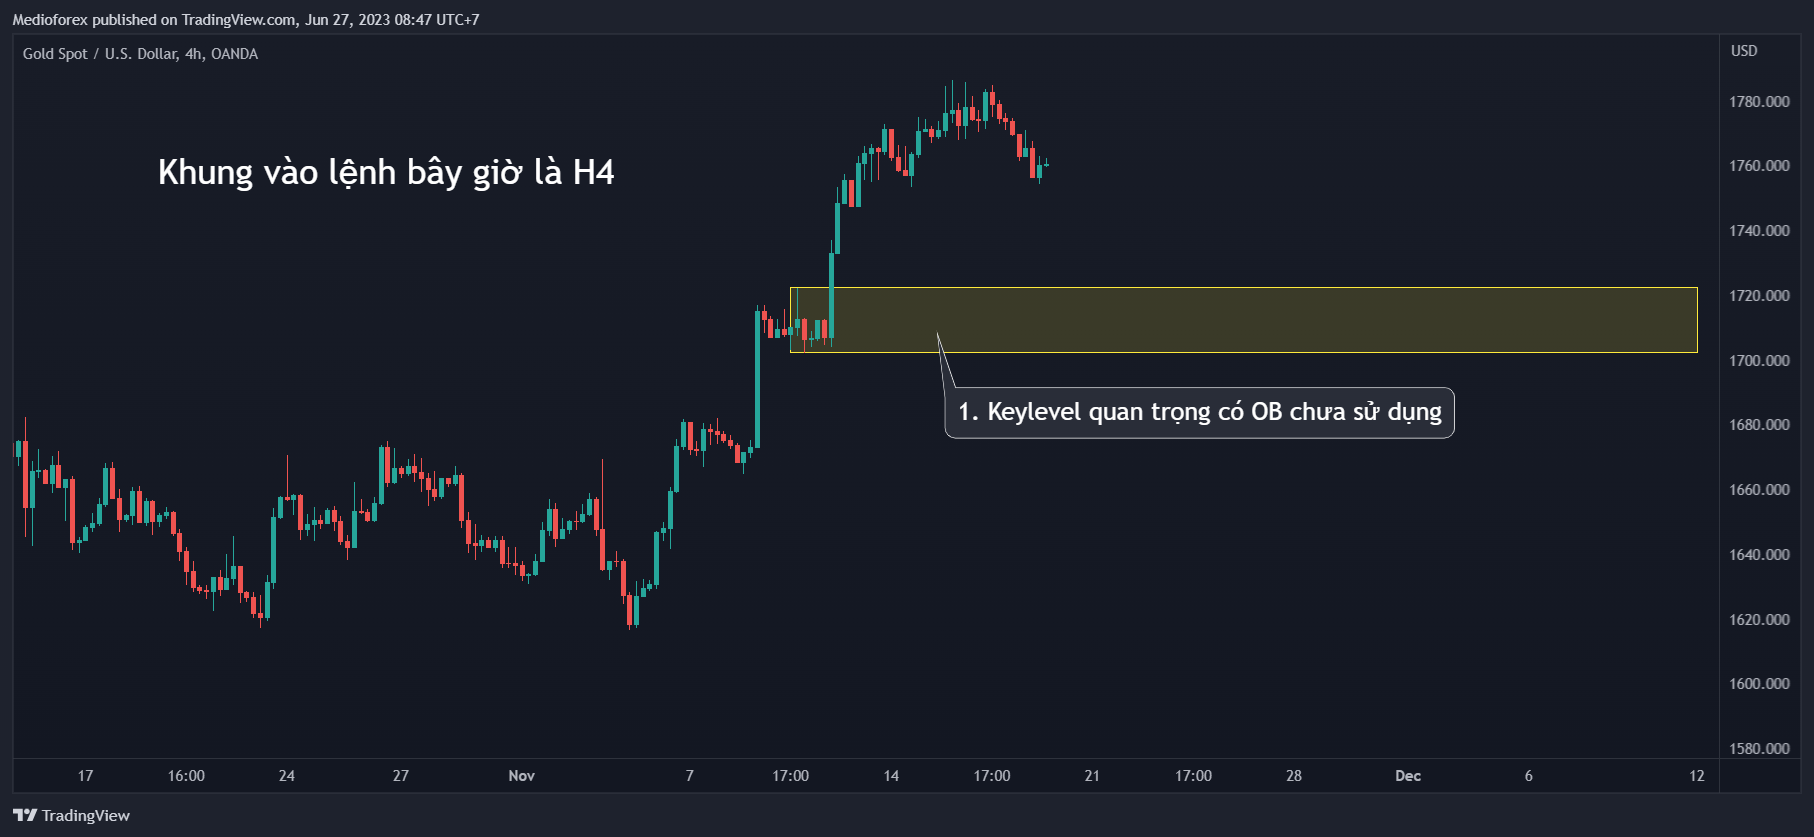 Medioforex published on TradingView.com, Jun 27, 2023 08:47 UTC+7
Gold Spot / U.S. Dollar, 4h, OANDA
USD
1780.000
Khung vào lệnh bây giờ là H4
1760.000
1740.000
1720.000
1700.000
1. Keylevel quan trọng có OB chưa sử dụng
1680.000
1660.000
1640.000
1620.000
1600.000
1580.000
17 16:00 24 27 Nov 7 17:00 14 17:00 21 17:00 28 Dec 6 12
TradingView